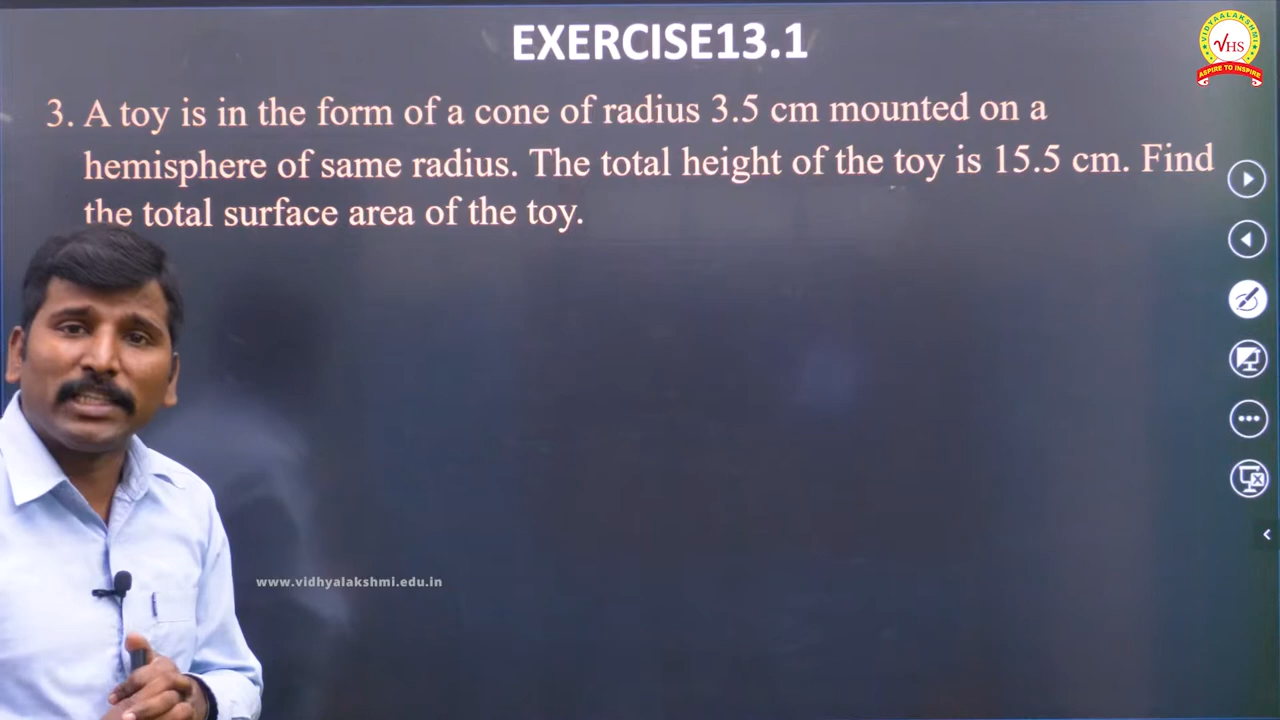 EXERCISE13.1
VIDYAALAKSHMI
VHS
ASPIRE TO INSPIRE
3. A toy is in the form of a cone of radius 3.5 cm mounted on a
hemisphere of same radius. The total height of the toy is 15.5 cm. Find
the total surface area of the toy.
www.vidhyalakshmi.edu.in